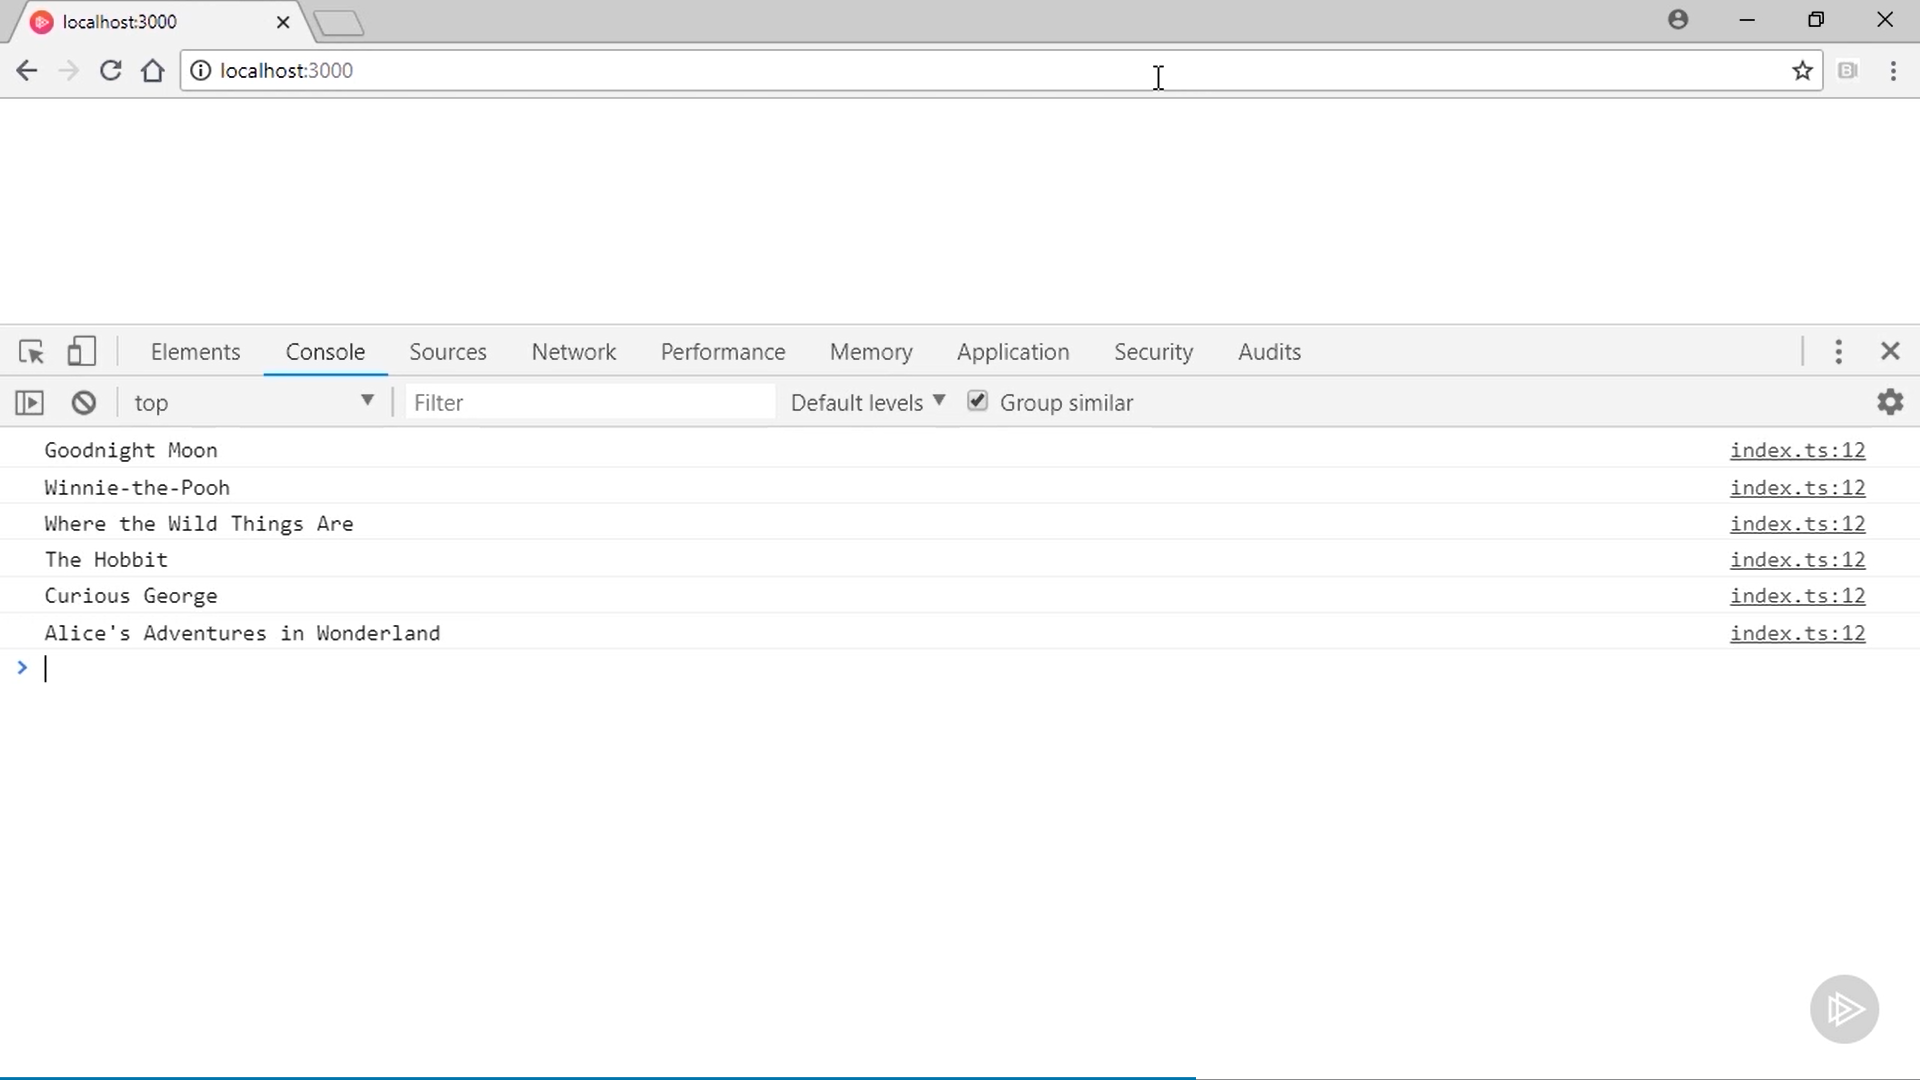 localhost:3000
localhost:3000
Elements Console Sources Network Performance Memory Application Security Audits
top Filter Default levels Group similar
Goodnight Moon index.ts:12
Winnie-the-Pooh index.ts:12
Where the Wild Things Are index.ts:12
The Hobbit index.ts:12
Curious George index.ts:12
Alice's Adventures in Wonderland index.ts:12